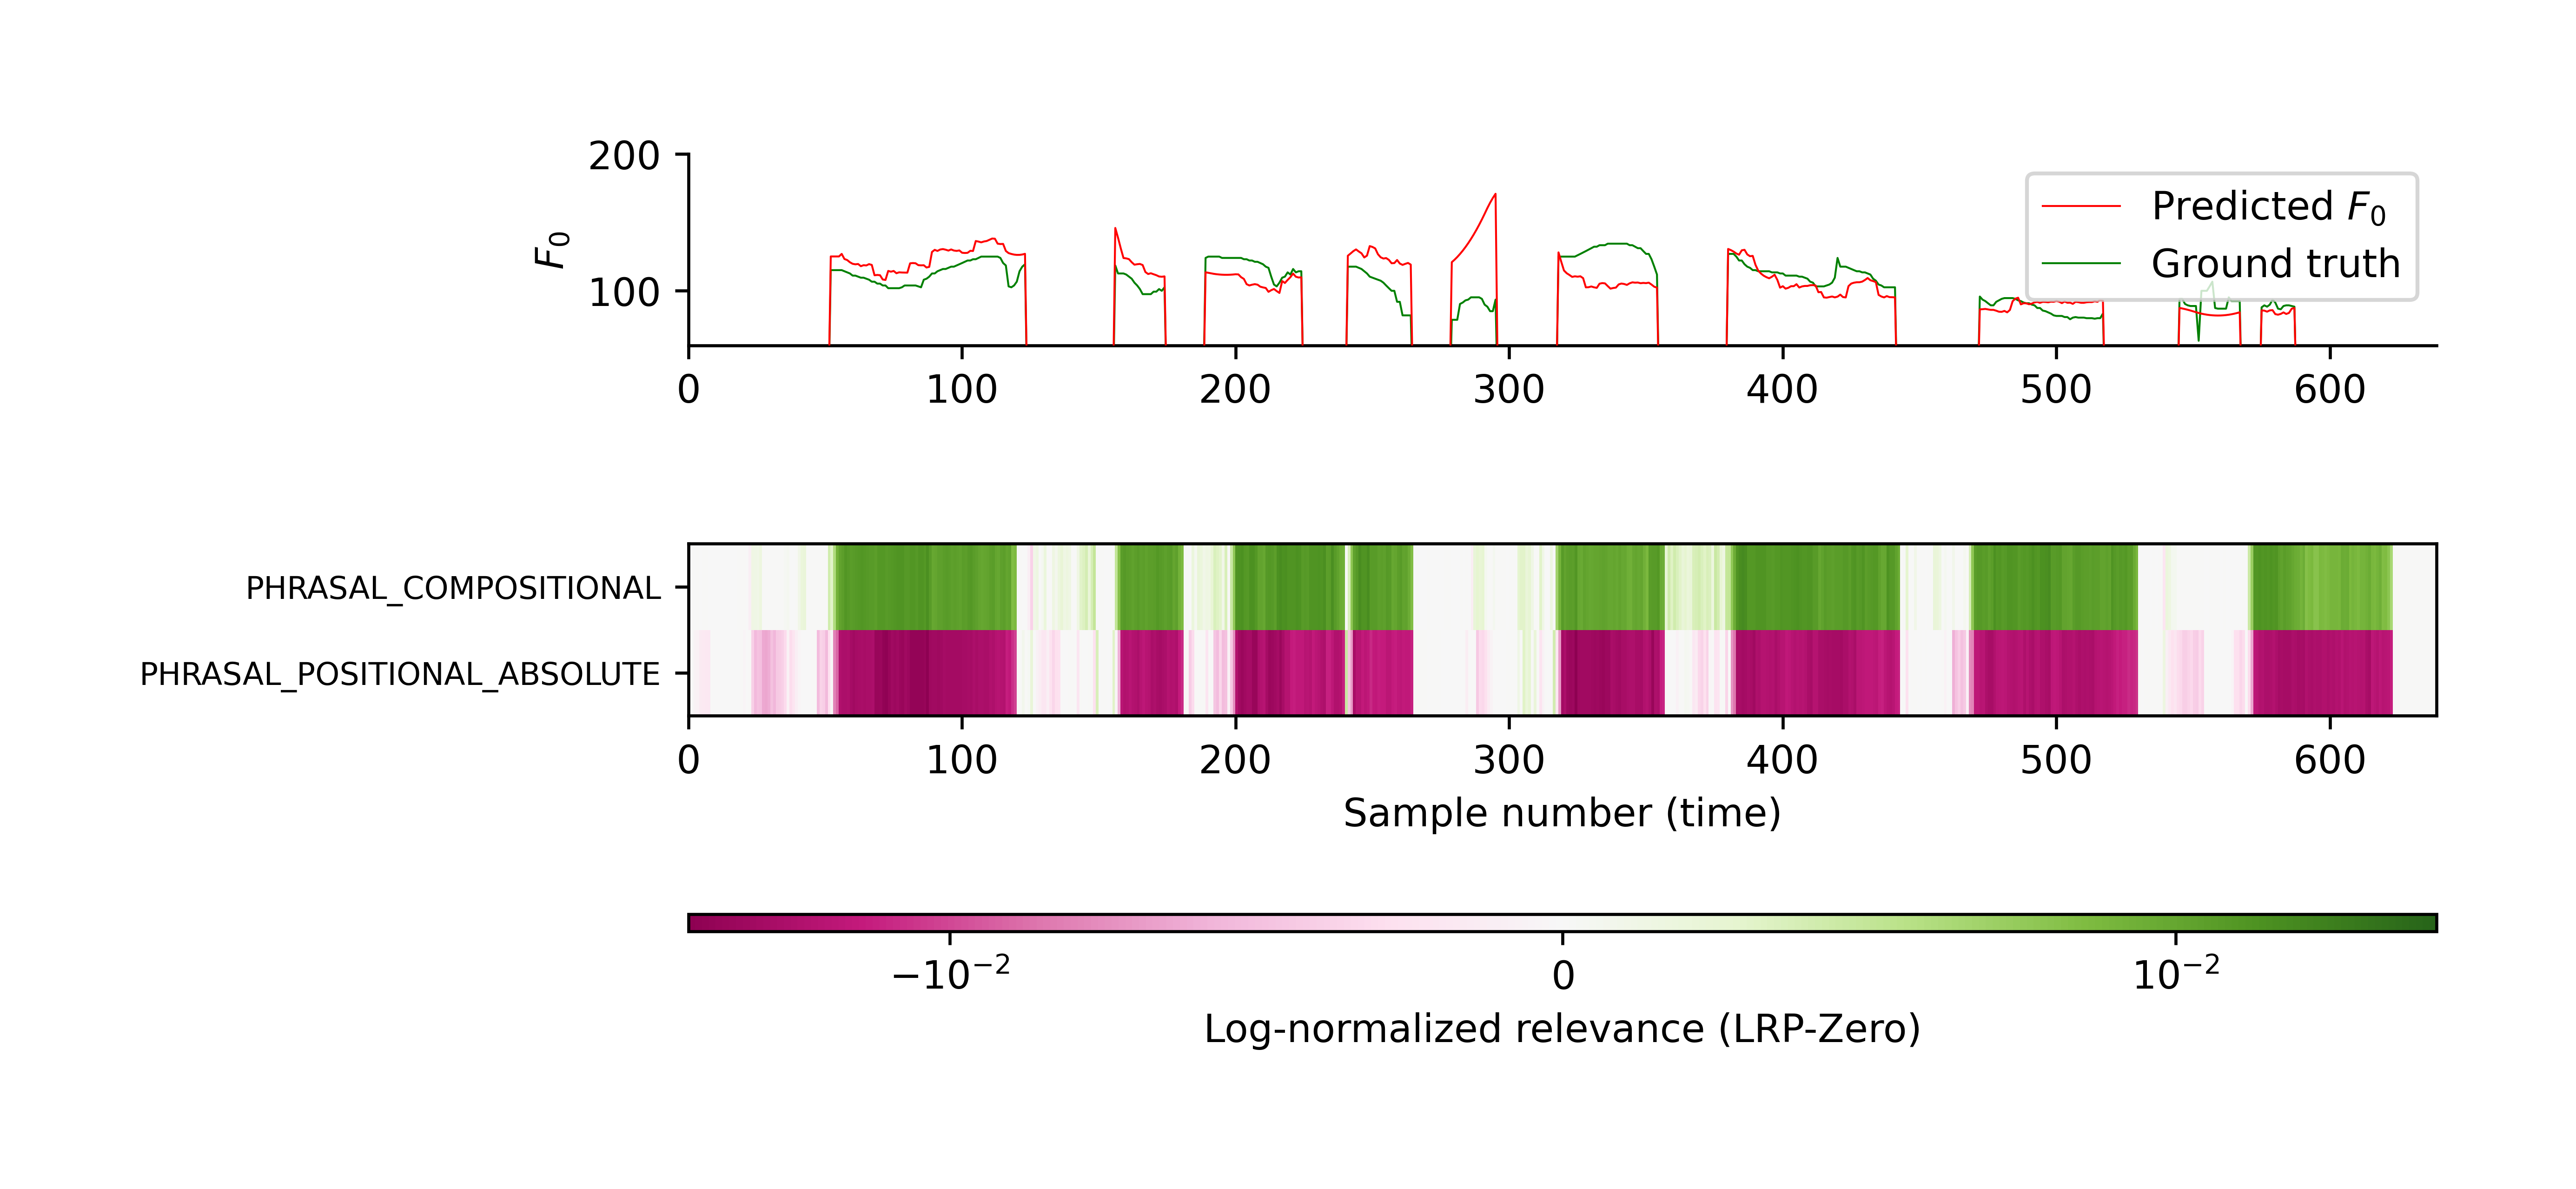 200
100
F₀
Predicted F₀
Ground truth
0 100 200 300 400 500 600
PHRASAL_COMPOSITIONAL
PHRASAL_POSITIONAL_ABSOLUTE
0 100 200 300 400 500 600
Sample number (time)
−10⁻² 0 10⁻²
Log-normalized relevance (LRP-Zero)